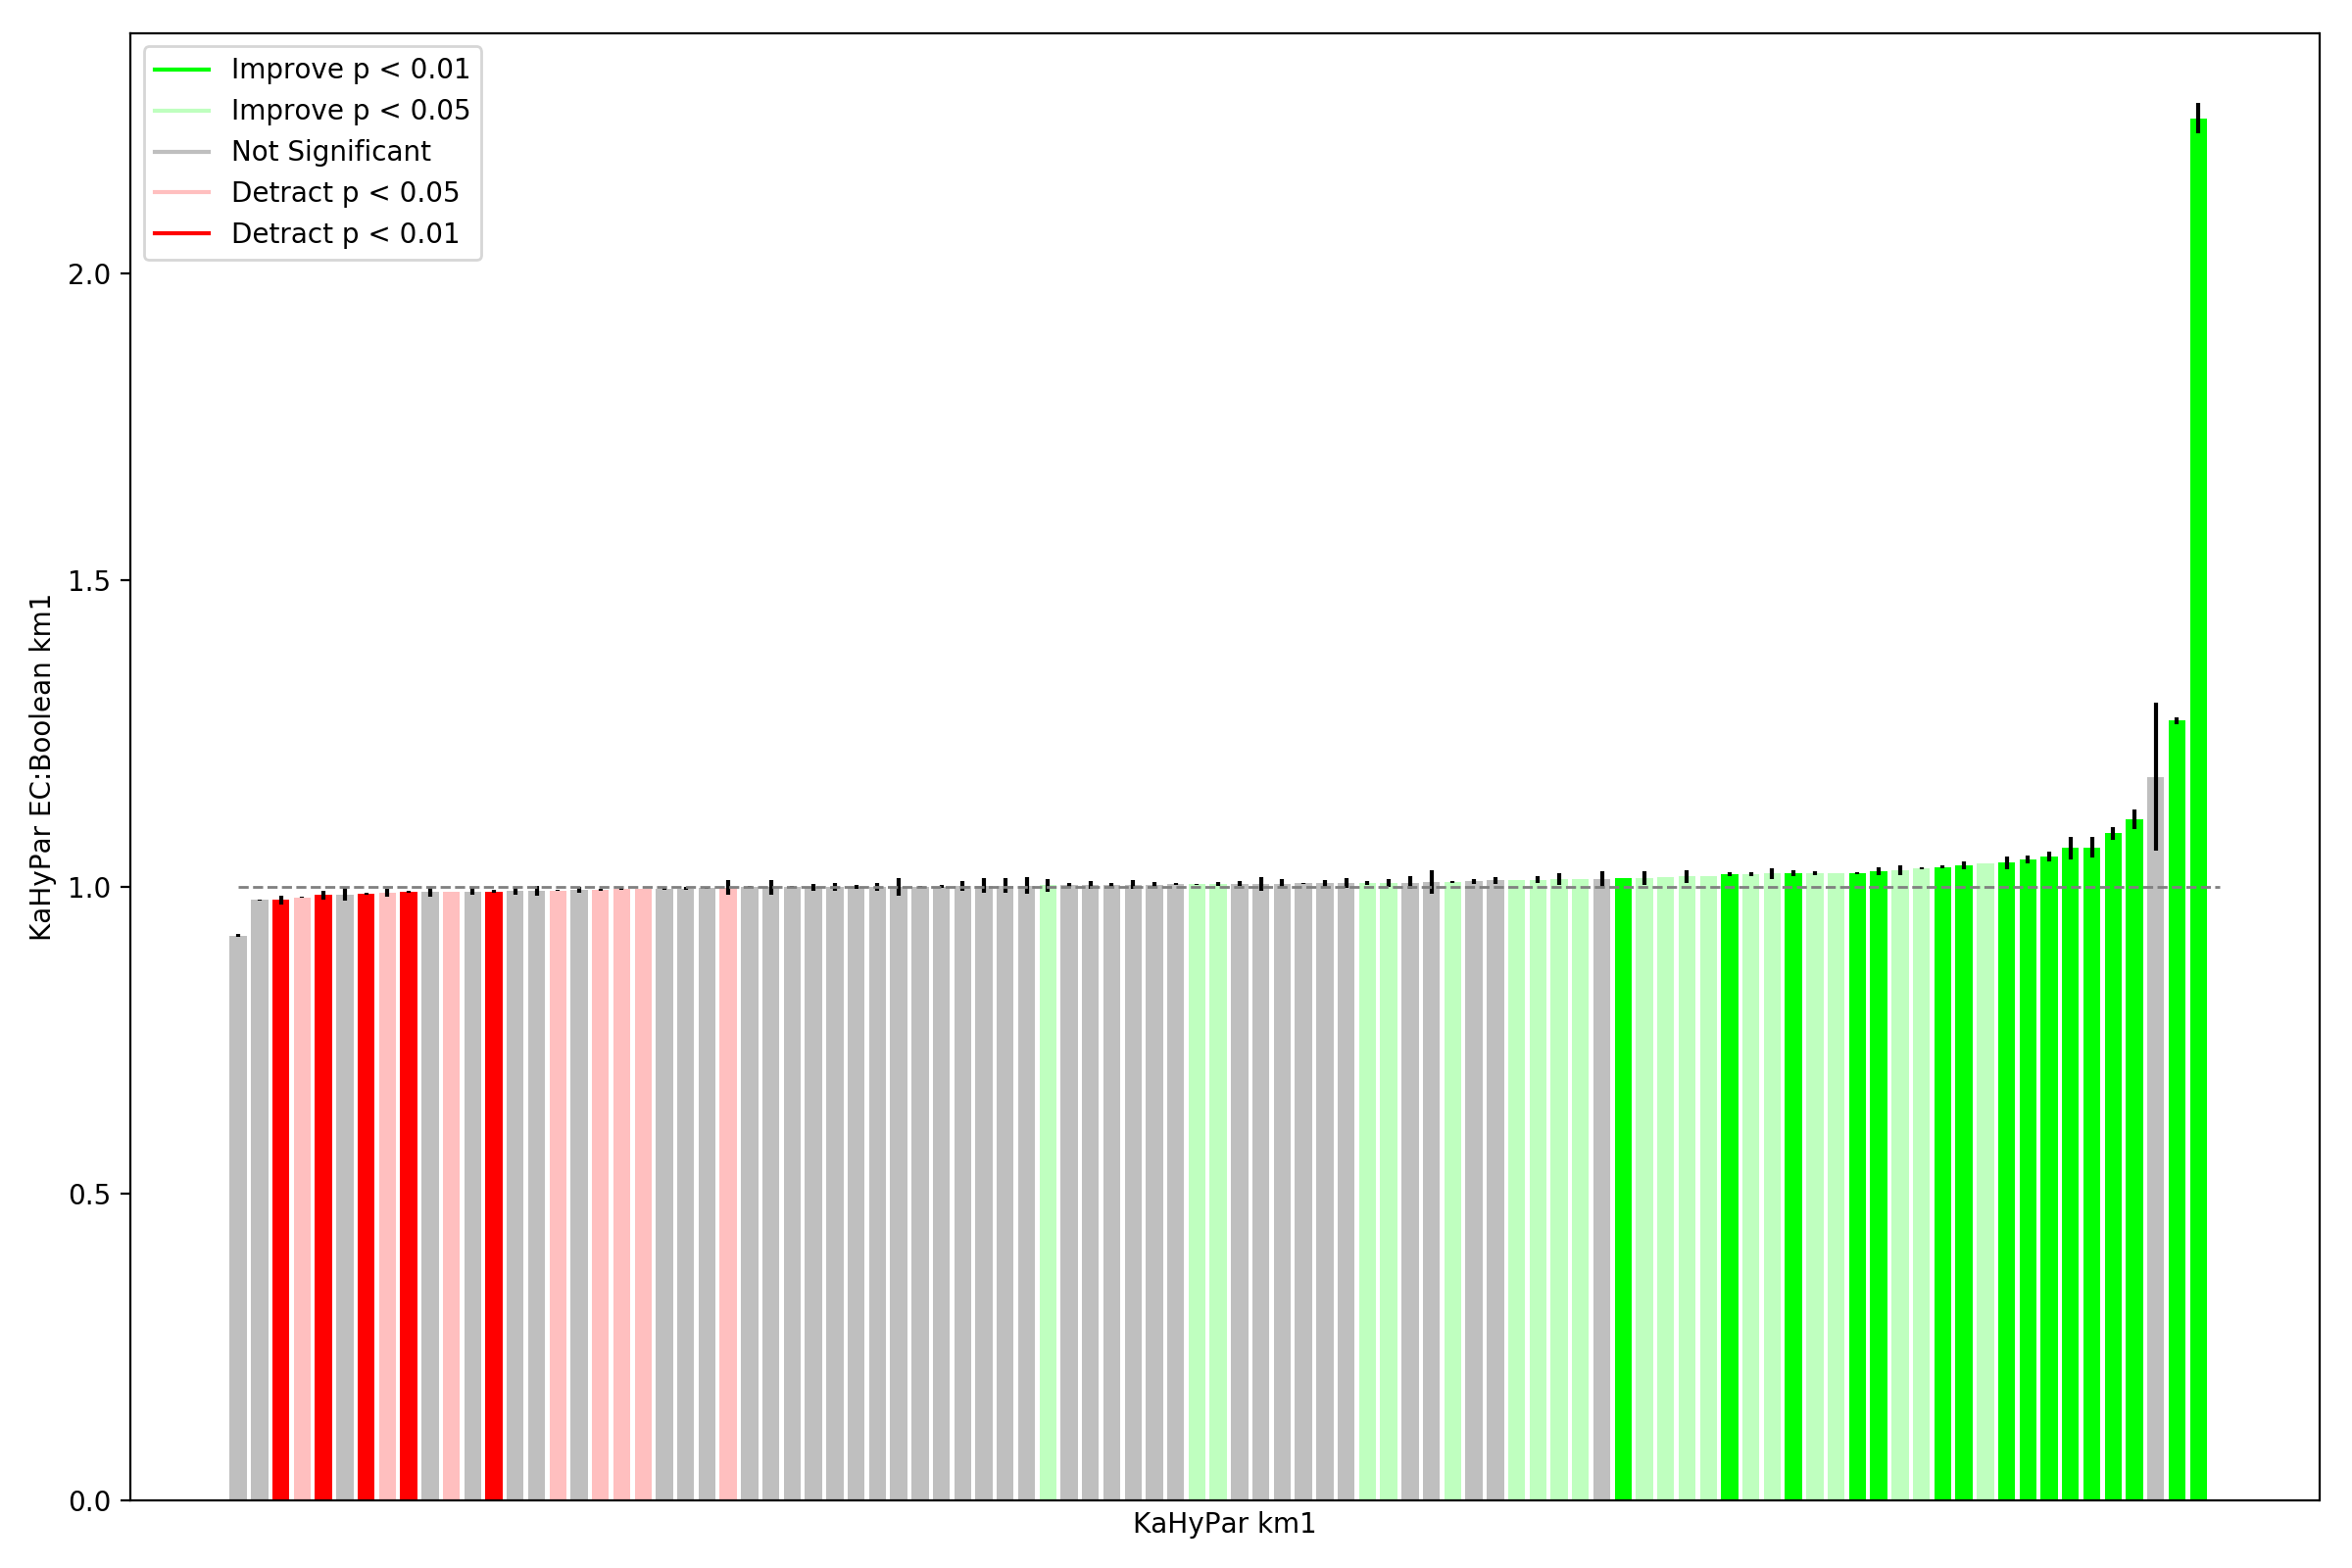 Improve p < 0.01
Improve p < 0.05
Not Significant
Detract p < 0.05
Detract p < 0.01
2.0
1.5
1.0
0.5
0.0
KaHyPar EC:Boolean km1
KaHyPar km1